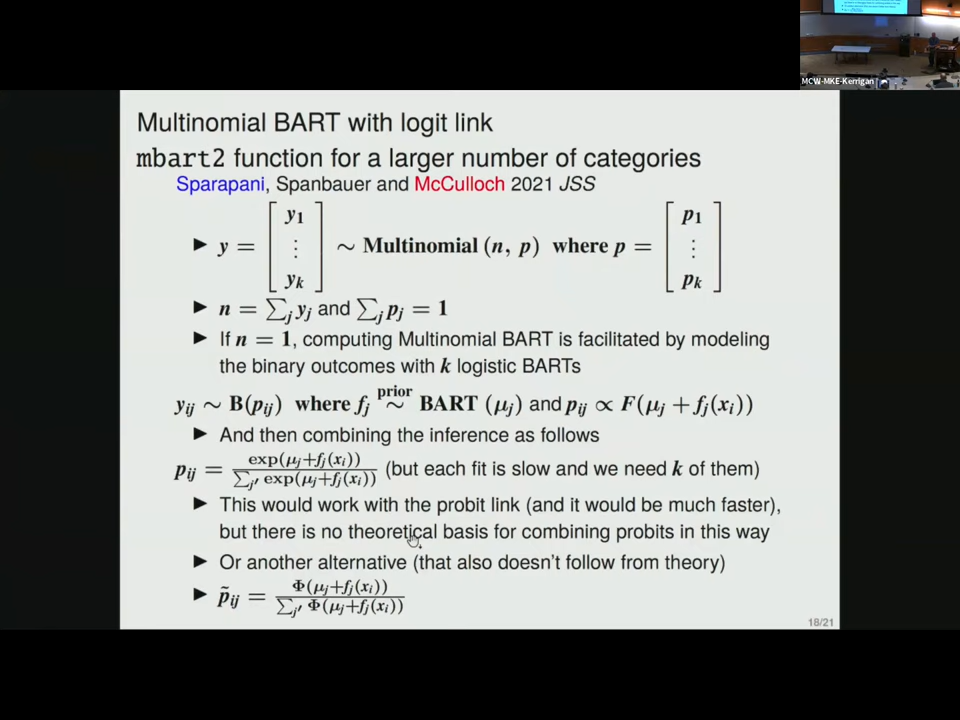 MCW-MKE-Kerrigan
Multinomial BART with logit link
mbart2 function for a larger number of categories
Sparapani, Spanbauer and McCulloch 2021 JSS
► y = [ y₁ ⋮ yₖ ] ∼ Multinomial (n, p) where p = [ p₁ ⋮ pₖ ]
► n = ∑ⱼ yⱼ and ∑ⱼ pⱼ = 1
► If n = 1, computing Multinomial BART is facilitated by modeling
the binary outcomes with k logistic BARTs
yᵢⱼ ∼ B(pᵢⱼ) where fⱼ prior ∼ BART (μⱼ) and pᵢⱼ ∝ F(μⱼ + fⱼ(xᵢ))
► And then combining the inference as follows
pᵢⱼ = exp(μⱼ+fⱼ(xᵢ)) / ∑ⱼ′ exp(μⱼ+fⱼ(xᵢ)) (but each fit is slow and we need k of them)
► This would work with the probit link (and it would be much faster),
but there is no theoretical basis for combining probits in this way
► Or another alternative (that also doesn't follow from theory)
► p̃ᵢⱼ = Φ(μⱼ+fⱼ(xᵢ)) / ∑ⱼ′ Φ(μⱼ+fⱼ(xᵢ))
18/21